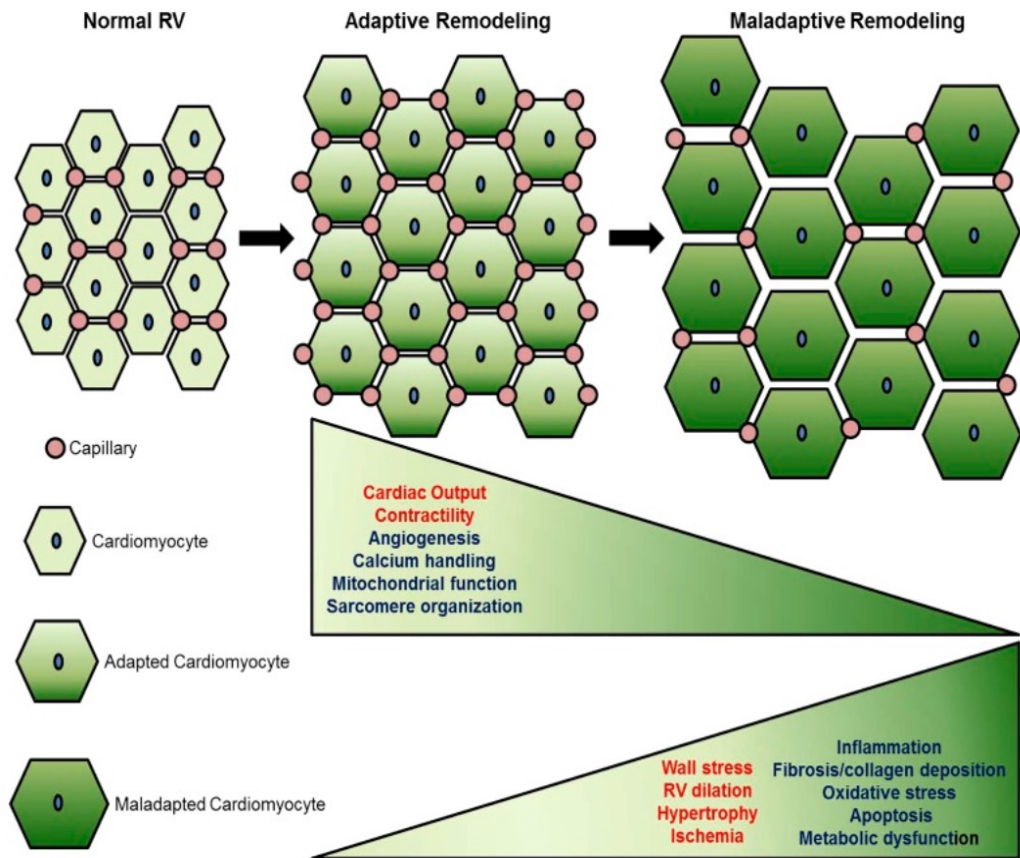 Normal RV
Adaptive Remodeling
Maladaptive Remodeling
Capillary
Cardiomyocyte
Adapted Cardiomyocyte
Maladapted Cardiomyocyte
Cardiac Output
Contractility
Angiogenesis
Calcium handling
Mitochondrial function
Sarcomere organization
Wall stress
RV dilation
Hypertrophy
Ischemia
Inflammation
Fibrosis/collagen deposition
Oxidative stress
Apoptosis
Metabolic dysfunction